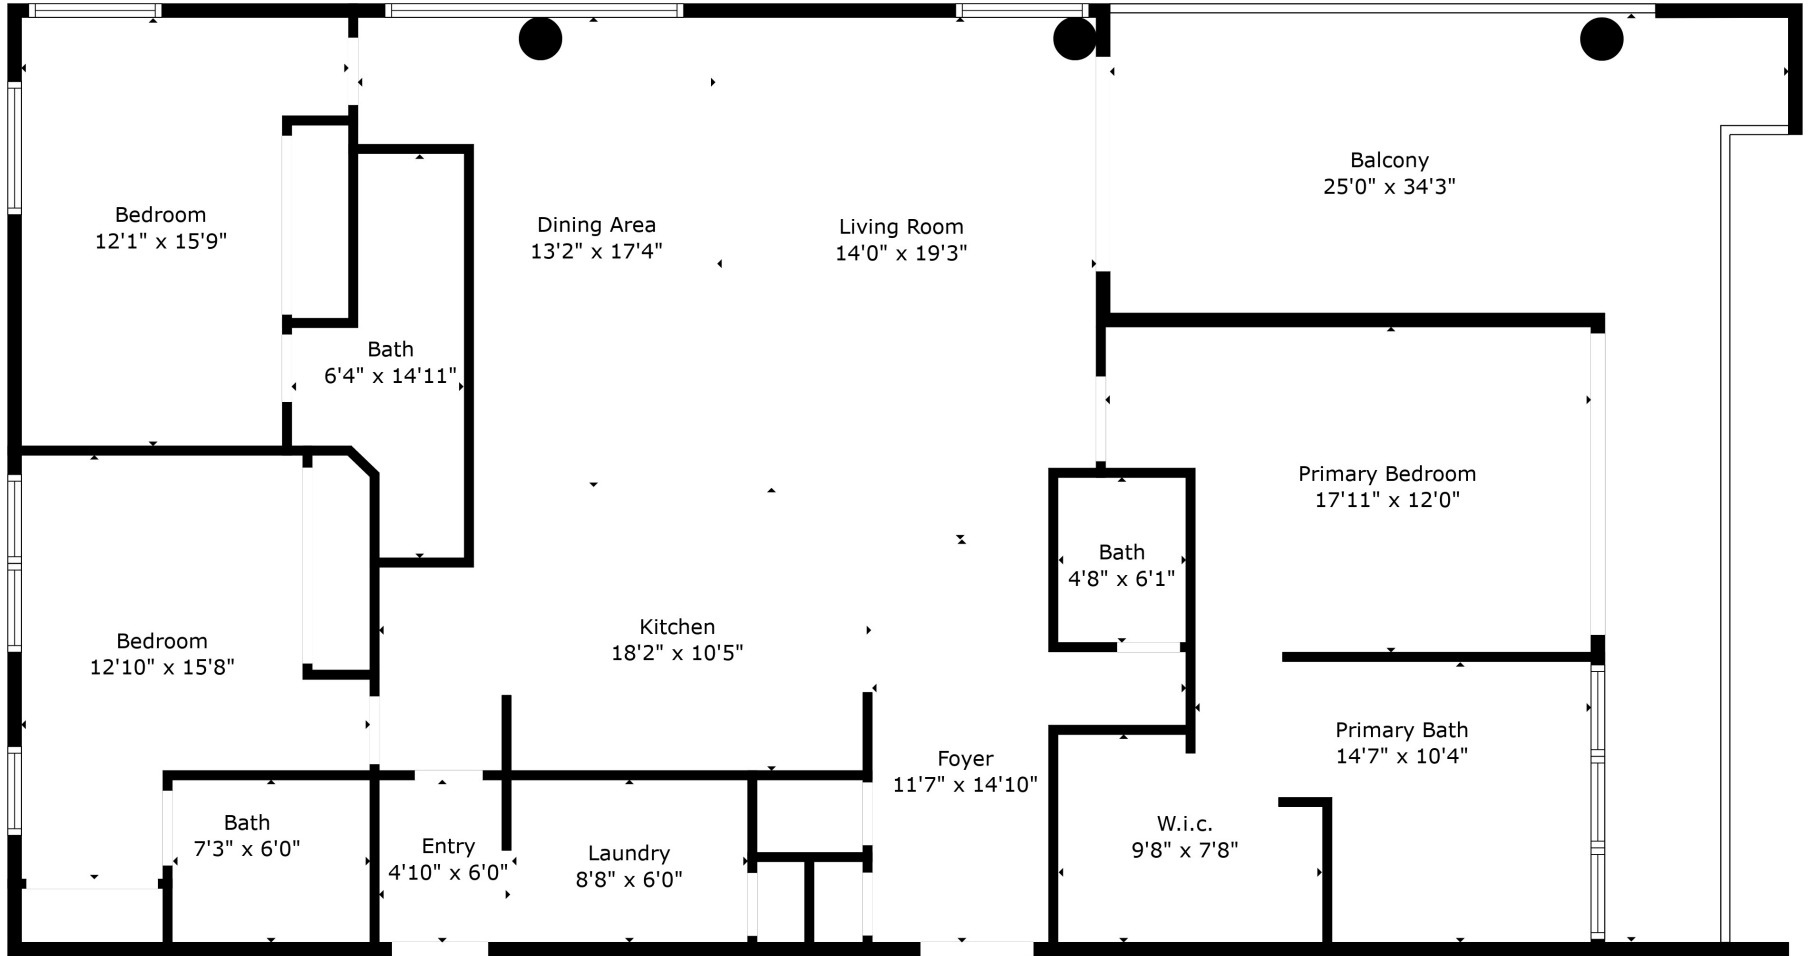 Balcony
25'0" x 34'3"
Bedroom
12'1" x 15'9"
Dining Area
13'2" x 17'4"
Living Room
14'0" x 19'3"
Bath
6'4" x 14'11"
Primary Bedroom
17'11" x 12'0"
Bath
4'8" x 6'1"
Bedroom
12'10" x 15'8"
Kitchen
18'2" x 10'5"
Primary Bath
14'7" x 10'4"
Foyer
11'7" x 14'10"
Bath
7'3" x 6'0"
Entry
4'10" x 6'0"
Laundry
8'8" x 6'0"
W.i.c.
9'8" x 7'8"